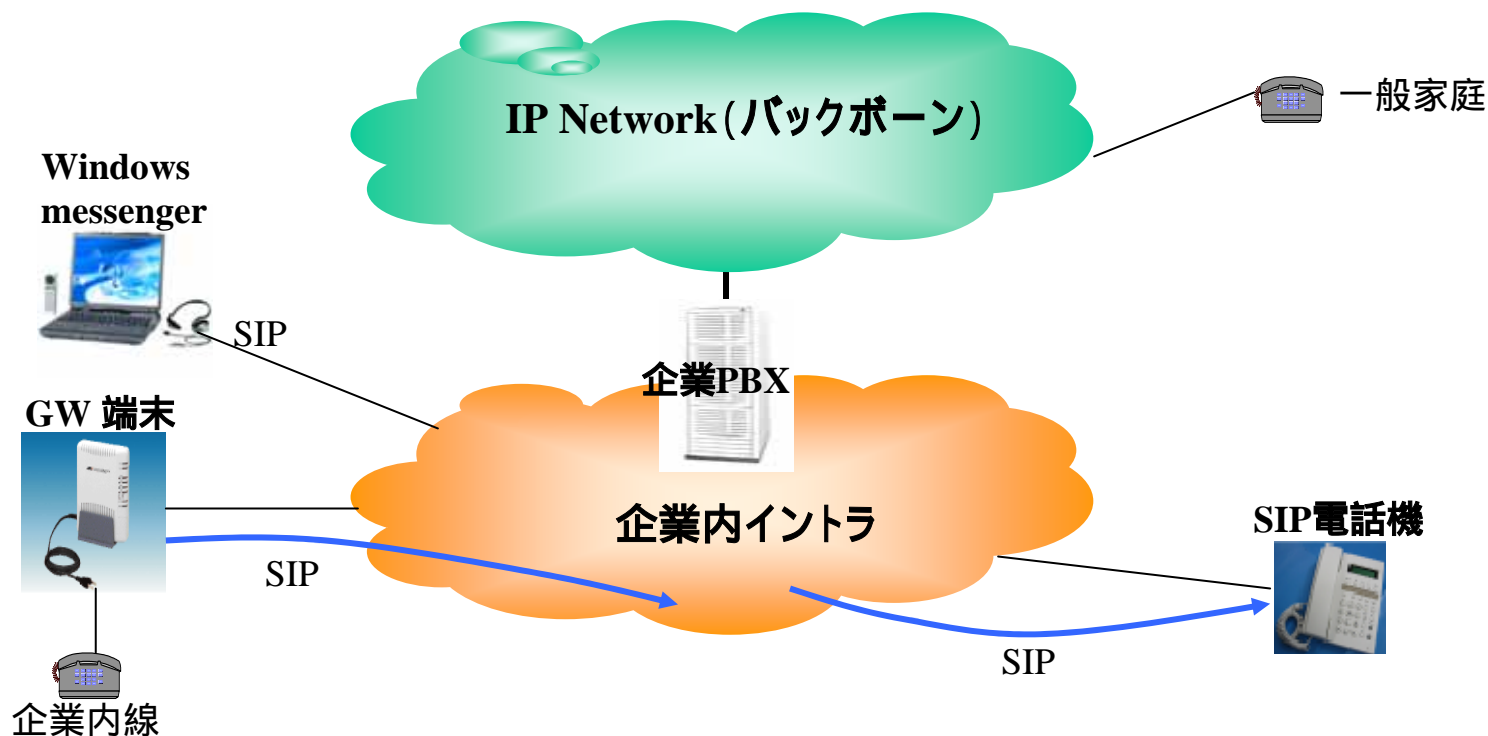 IP Network(バックボーン)
一般家庭
Windows
messenger
SIP
企業PBX
GW 端末
企業内イントラ
SIP電話機
SIP
SIP
企業内線